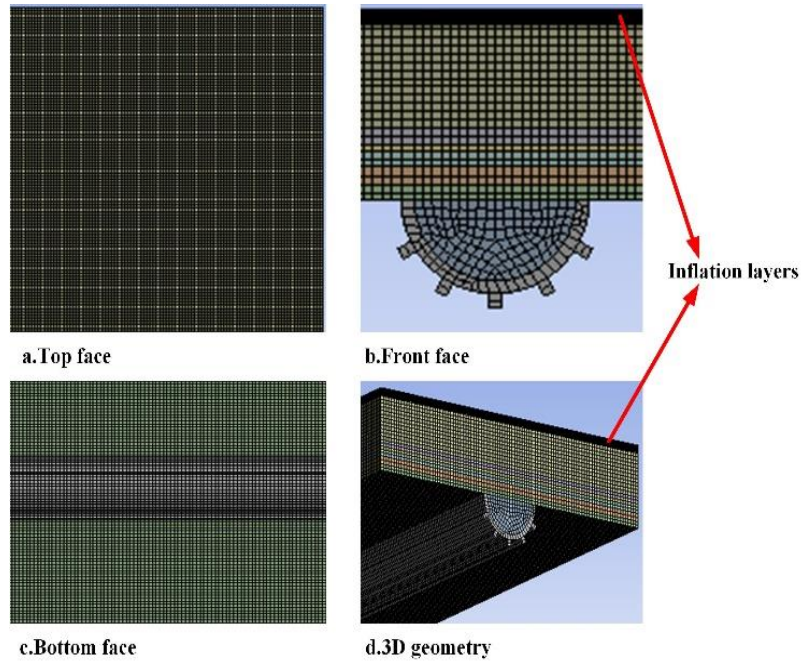 a.Top face
b.Front face
Inflation layers
c.Bottom face
d.3D geometry